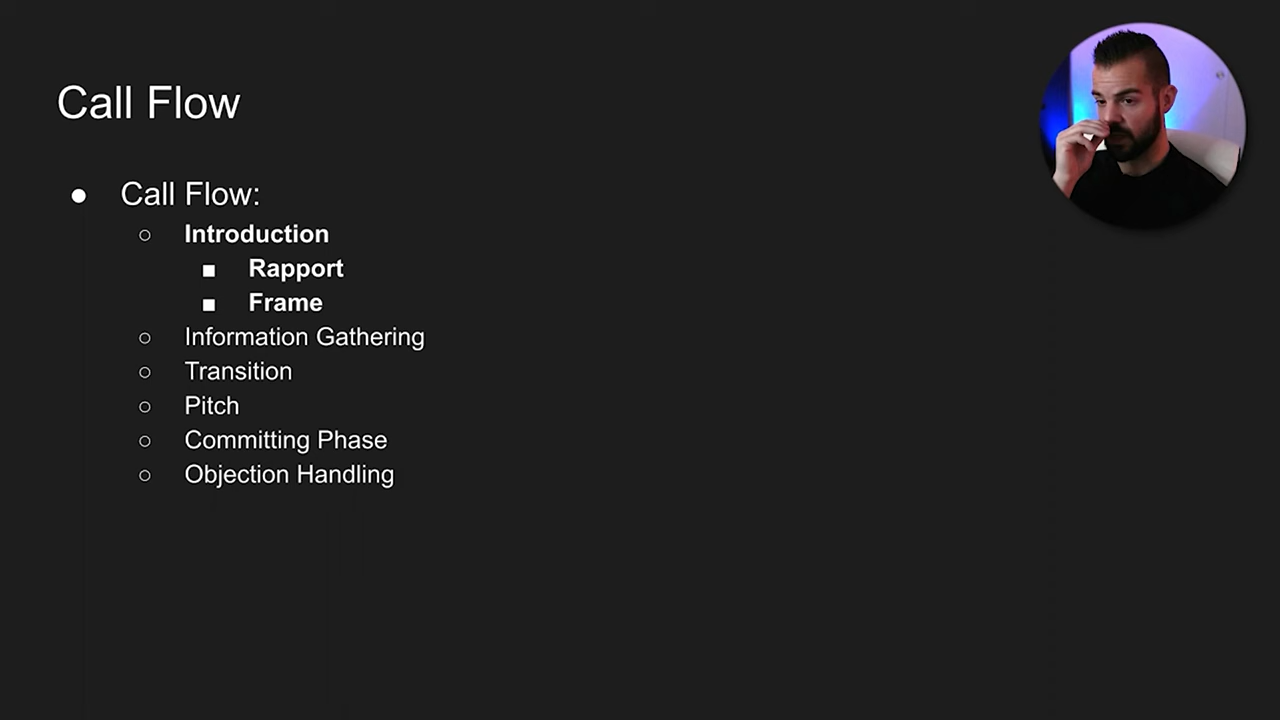 Call Flow
● Call Flow:
○ Introduction
■ Rapport
■ Frame
○ Information Gathering
○ Transition
○ Pitch
○ Committing Phase
○ Objection Handling